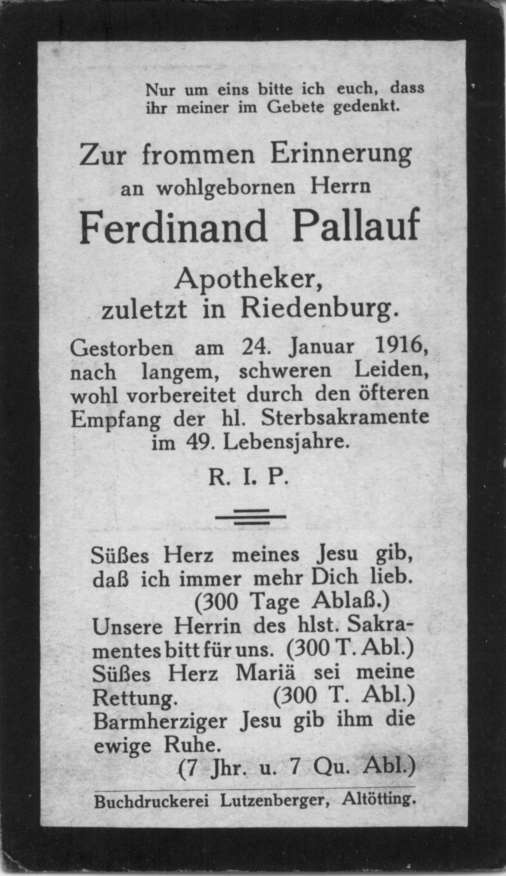 Nur um eins bitte ich euch, dass
ihr meiner im Gebete gedenkt.
Zur frommen Erinnerung
an wohlgebornen Herrn
Ferdinand Pallauf
Apotheker,
zuletzt in Riedenburg.
Gestorben am 24. Januar 1916,
nach langem, schweren Leiden,
wohl vorbereitet durch den öfteren
Empfang der hl. Sterbsakramente
im 49. Lebensjahre.
R. I. P.
Süßes Herz meines Jesu gib,
daß ich immer mehr Dich lieb.
(300 Tage Ablaß.)
Unsere Herrin des hlst. Sakra-
mentes bitt für uns. (300 T. Abl.)
Süßes Herz Mariä sei meine
Rettung. (300 T. Abl.)
Barmherziger Jesu gib ihm die
ewige Ruhe.
(7 Jhr. u. 7 Qu. Abl.)
Buchdruckerei Lutzenberger, Altötting.